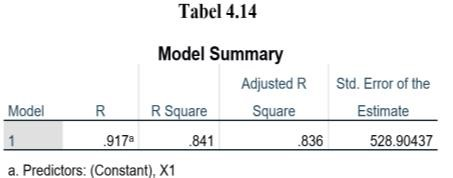 Tabel 4.14
Model Summary
Adjusted R Std. Error of the
Model R R Square Square Estimate
1 .917a .841 .836 528.90437
a. Predictors: (Constant), X1